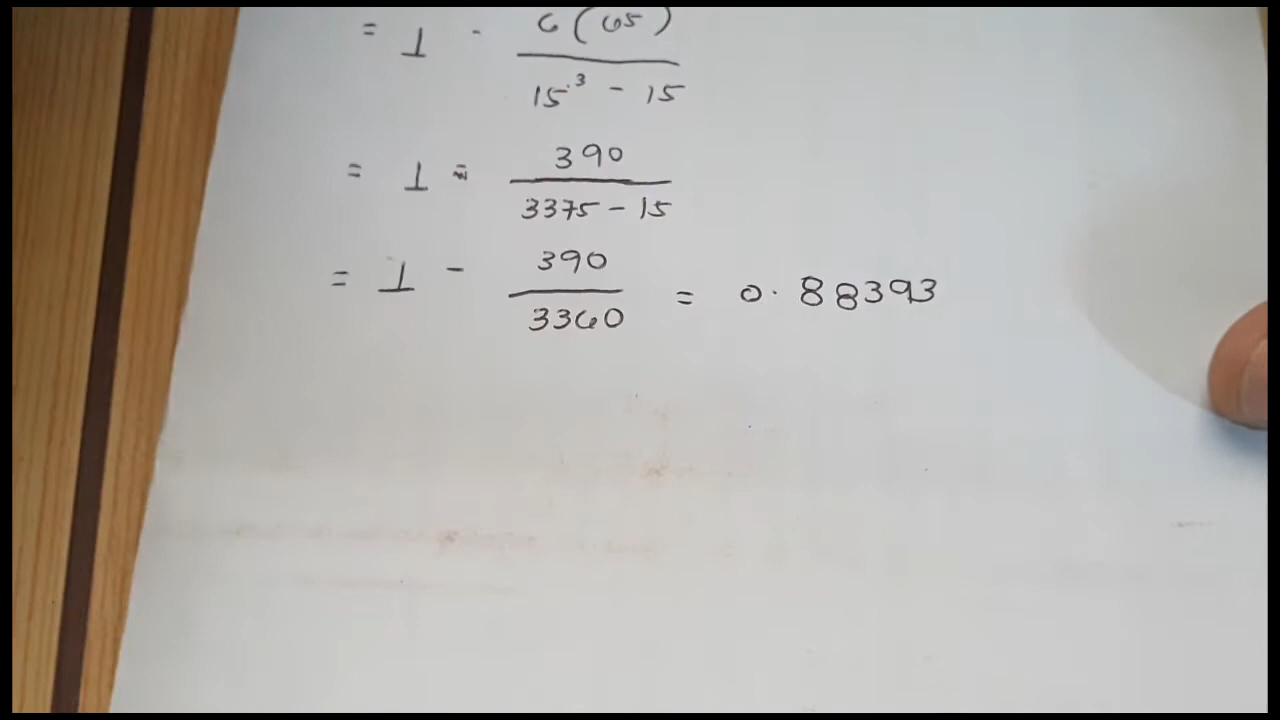 = 1 - 6(65)
15³ - 15
= 1 - 390
3375 - 15
= 1 - 390
3360 = 0.88393